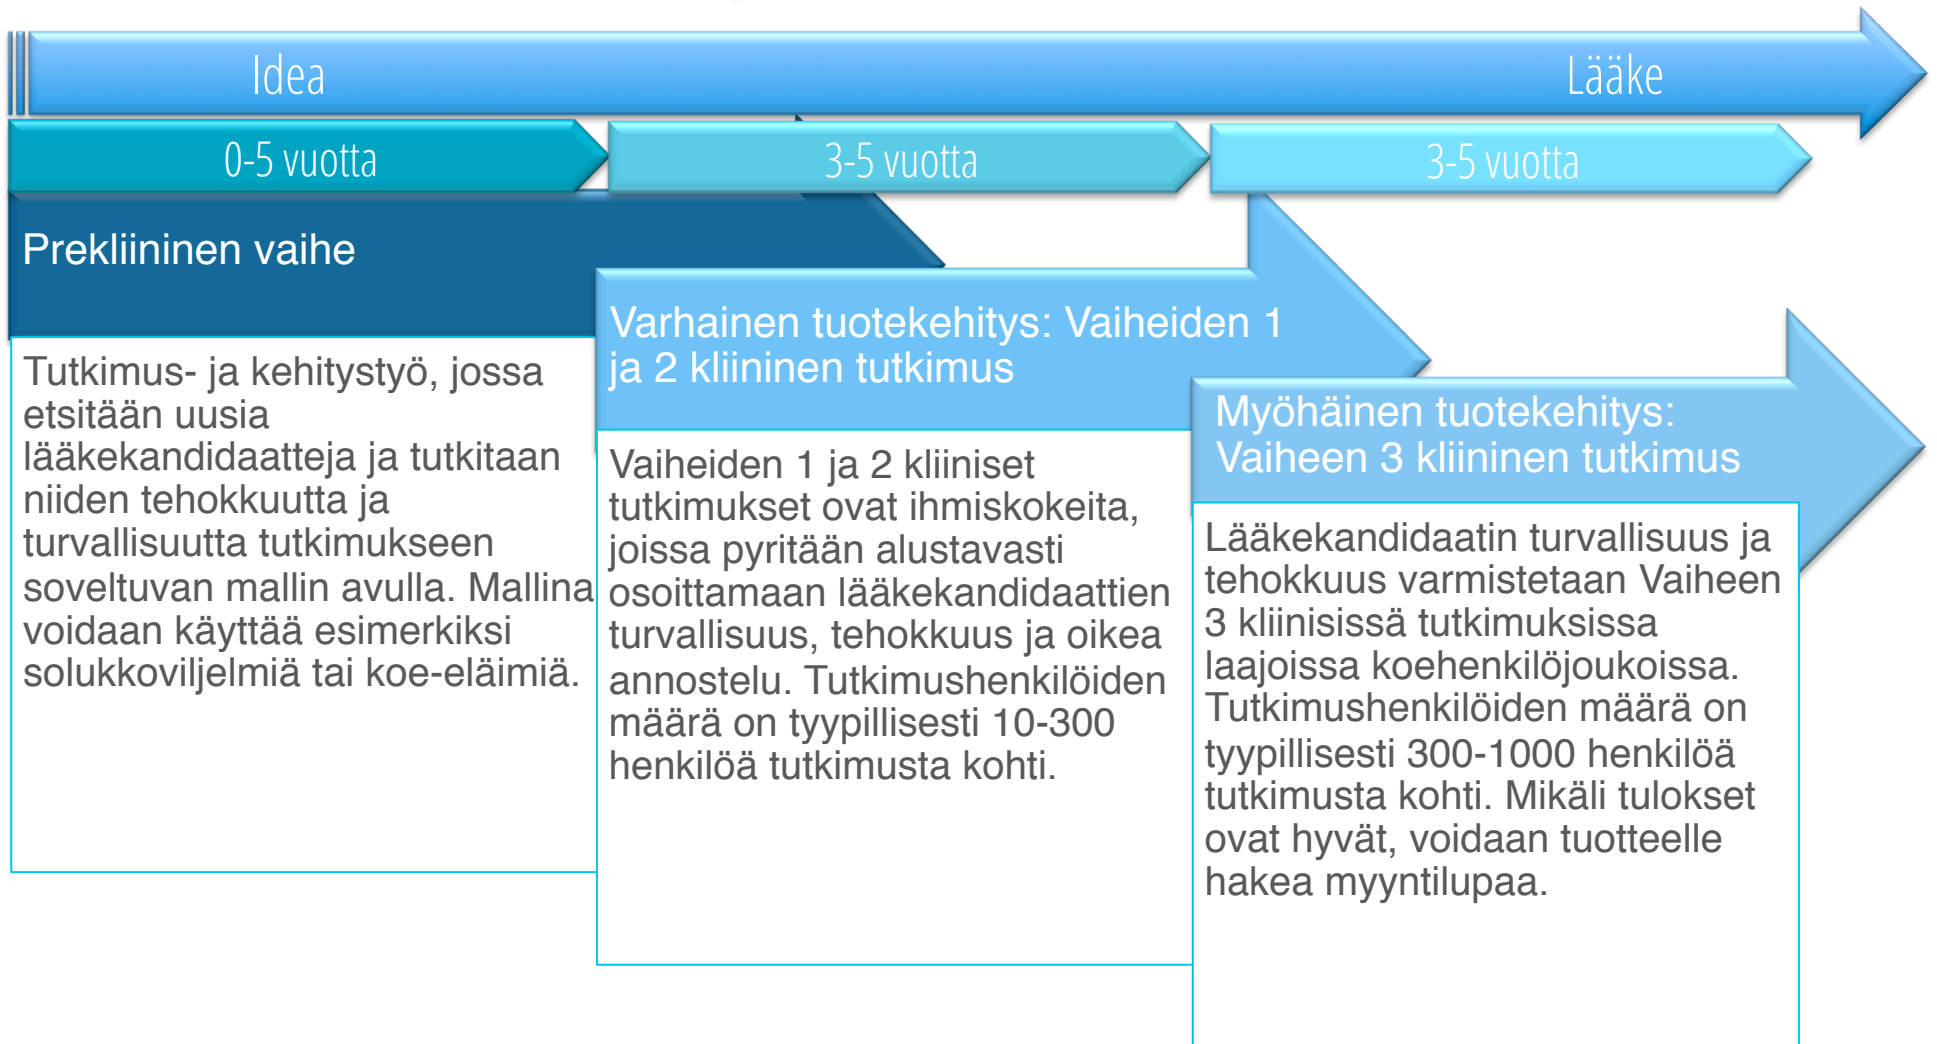 Idea
Lääke
0-5 vuotta
3-5 vuotta
3-5 vuotta
Prekliininen vaihe
Tutkimus- ja kehitystyö, jossa
etsitään uusia
lääkekandidaatteja ja tutkitaan
niiden tehokkuutta ja
turvallisuutta tutkimukseen
soveltuvan mallin avulla. Mallina
voidaan käyttää esimerkiksi
solukkoviljelmiä tai koe-eläimiä.
Varhainen tuotekehitys: Vaiheiden 1
ja 2 kliininen tutkimus
Vaiheiden 1 ja 2 kliiniset
tutkimukset ovat ihmiskokeita,
joissa pyritään alustavasti
osoittamaan lääkekandidaattien
turvallisuus, tehokkuus ja oikea
annostelu. Tutkimushenkilöiden
määrä on tyypillisesti 10-300
henkilöä tutkimusta kohti.
Myöhäinen tuotekehitys:
Vaiheen 3 kliininen tutkimus
Lääkekandidaatin turvallisuus ja
tehokkuus varmistetaan Vaiheen
3 kliinisissä tutkimuksissa
laajoissa koehenkilöjoukoissa.
Tutkimushenkilöiden määrä on
tyypillisesti 300-1000 henkilöä
tutkimusta kohti. Mikäli tulokset
ovat hyvät, voidaan tuotteelle
hakea myyntilupaa.